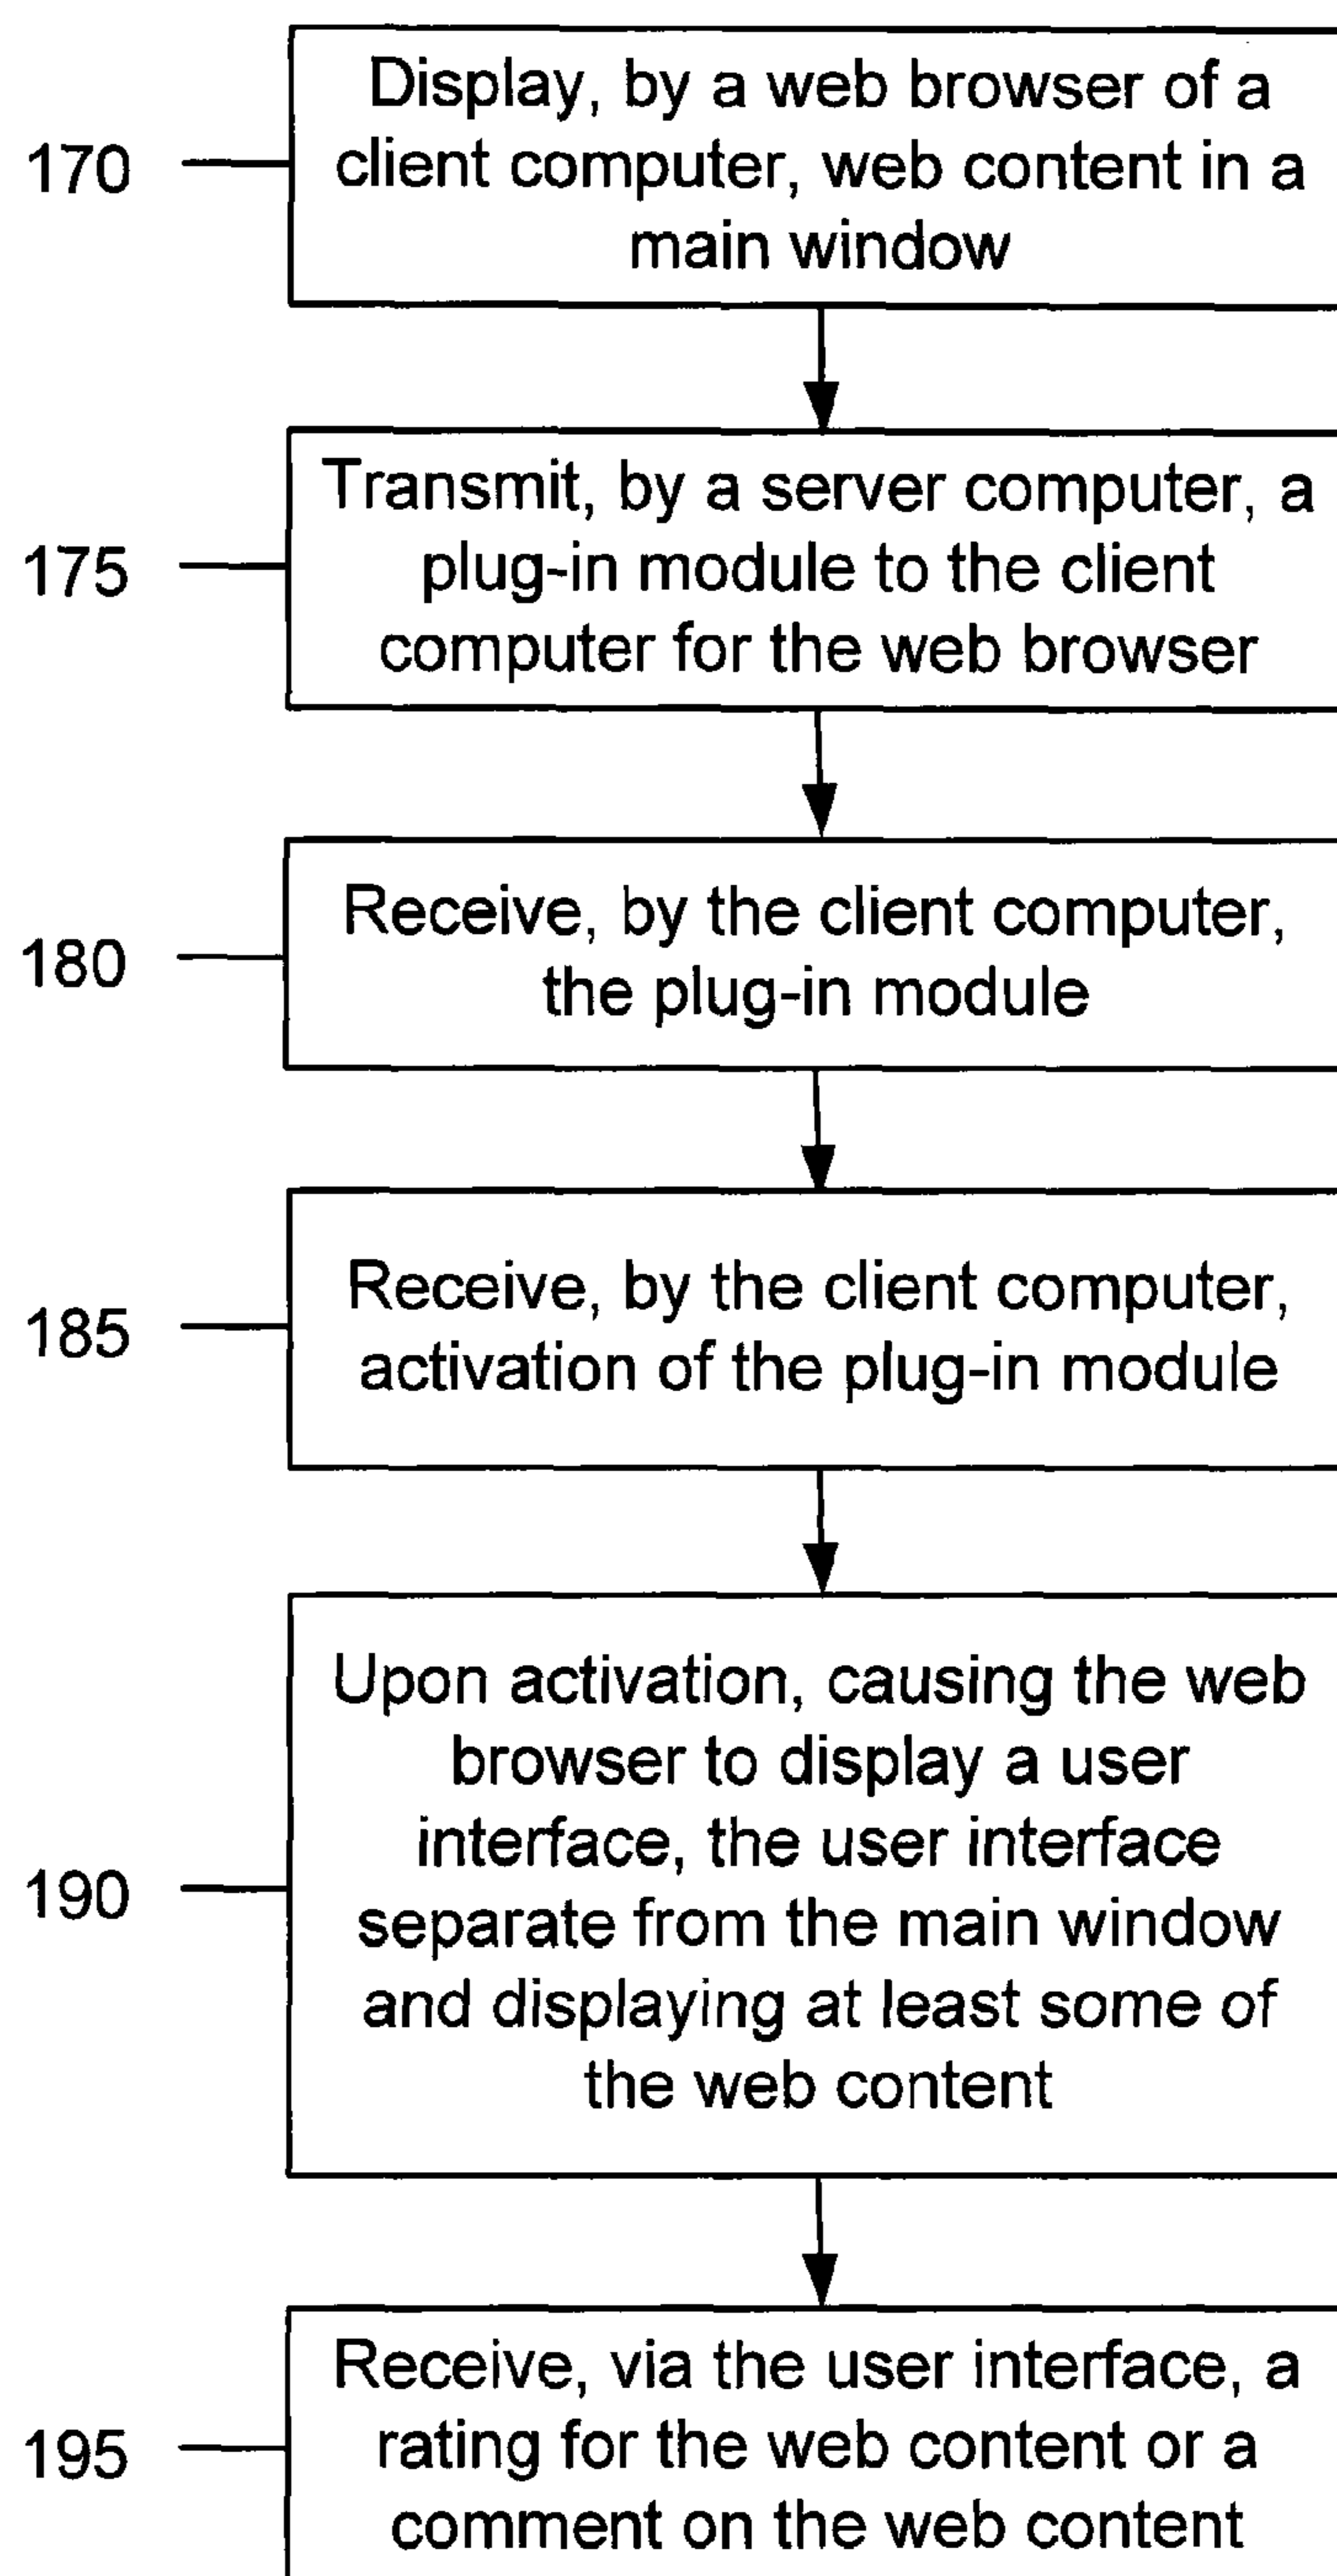 170
Display, by a web browser of a
client computer, web content in a
main window
175
Transmit, by a server computer, a
plug-in module to the client
computer for the web browser
180
Receive, by the client computer,
the plug-in module
185
Receive, by the client computer,
activation of the plug-in module
190
Upon activation, causing the web
browser to display a user
interface, the user interface
separate from the main window
and displaying at least some of
the web content
195
Receive, via the user interface, a
rating for the web content or a
comment on the web content